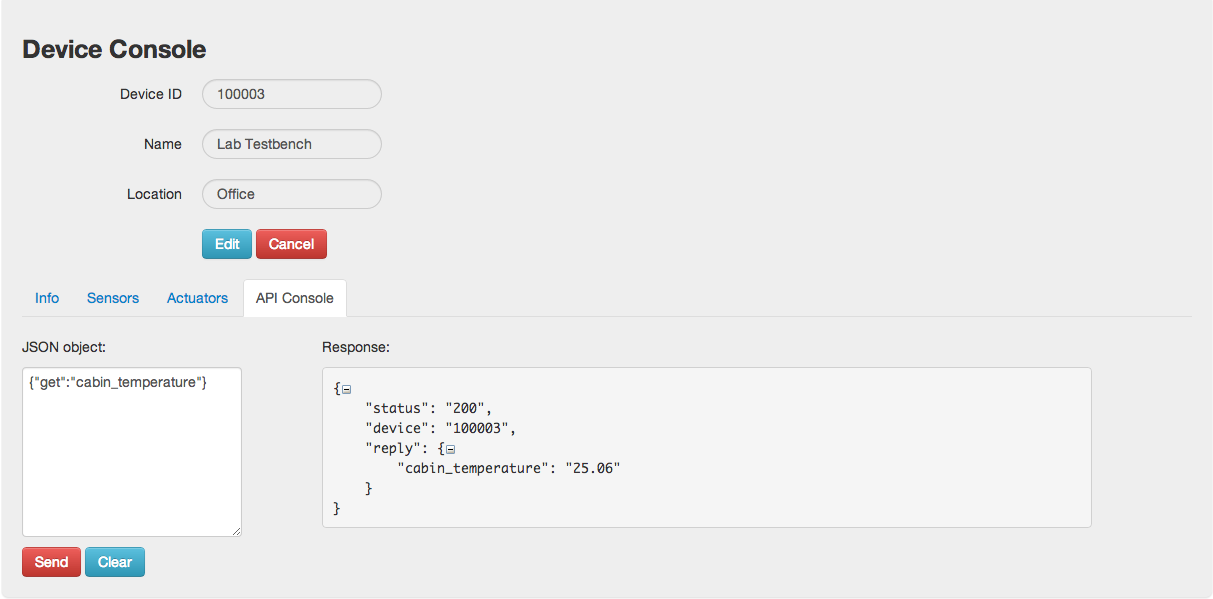 Device Console
Device ID 100003
Name Lab Testbench
Location Office
Edit Cancel
Info Sensors Actuators API Console
JSON object: Response:
{"get":"cabin_temperature"}
{
"status": "200",
"device": "100003",
"reply": {
"cabin_temperature": "25.06"
}
}
Send Clear